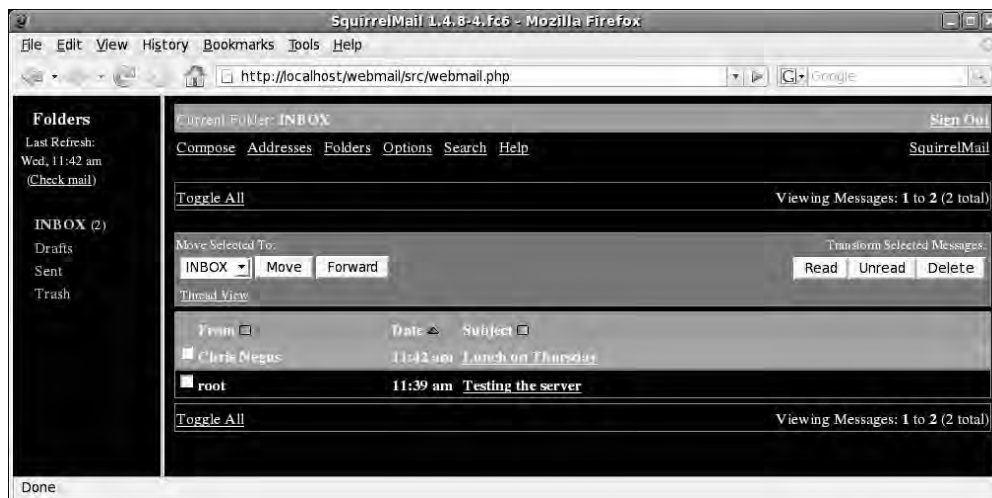 SquirrelMail 1.4.8-4.fc6 - Mozilla Firefox
File Edit View History Bookmarks Tools Help
http://localhost/webmail/src/webmail.php
G Google
Folders
Last Refresh:
Wed, 11:42 am
(Check mail)
INBOX (2)
Drafts
Sent
Trash
Current Folder: INBOX Sign Out
Compose Addresses Folders Options Search Help SquirrelMail
Toggle All Viewing Messages: 1 to 2 (2 total)
Move Selected To: Transform Selected Messages:
INBOX Move Forward Read Unread Delete
Thread View
From Date Subject
Chris Negus 11:42 am Lunch on Thursday
root 11:39 am Testing the server
Toggle All Viewing Messages: 1 to 2 (2 total)
Done